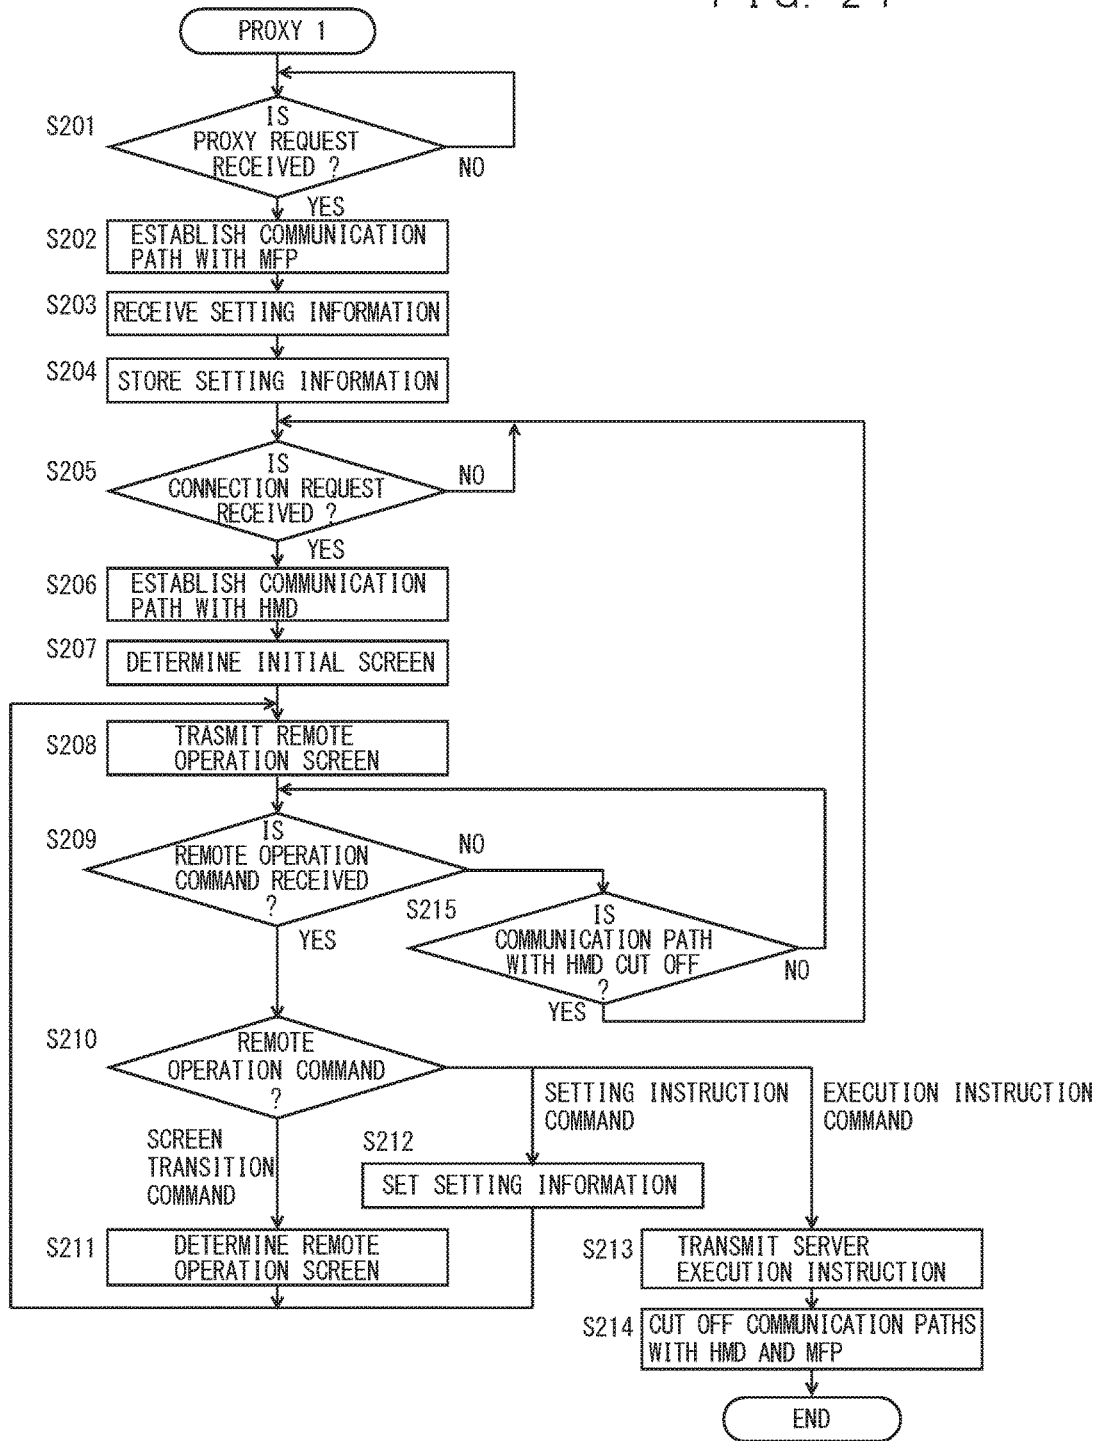 PROXY 1
S201
IS
PROXY REQUEST
RECEIVED ?
NO
YES
S202
ESTABLISH COMMUNICATION
PATH WITH MFP
S203
RECEIVE SETTING INFORMATION
S204
STORE SETTING INFORMATION
S205
IS
CONNECTION REQUEST
RECEIVED ?
NO
YES
S206
ESTABLISH COMMUNICATION
PATH WITH HMD
S207
DETERMINE INITIAL SCREEN
S208
TRASMIT REMOTE
OPERATION SCREEN
S209
IS
REMOTE OPERATION
COMMAND RECEIVED
?
NO
YES
S215
IS
COMMUNICATION PATH
WITH HMD CUT OFF
?
NO
YES
S210
REMOTE
OPERATION COMMAND
?
SETTING INSTRUCTION
COMMAND
EXECUTION INSTRUCTION
COMMAND
SCREEN
TRANSITION
COMMAND
S212
SET SETTING INFORMATION
S211
DETERMINE REMOTE
OPERATION SCREEN
S213
TRANSMIT SERVER
EXECUTION INSTRUCTION
S214
CUT OFF COMMUNICATION PATHS
WITH HMD AND MFP
END